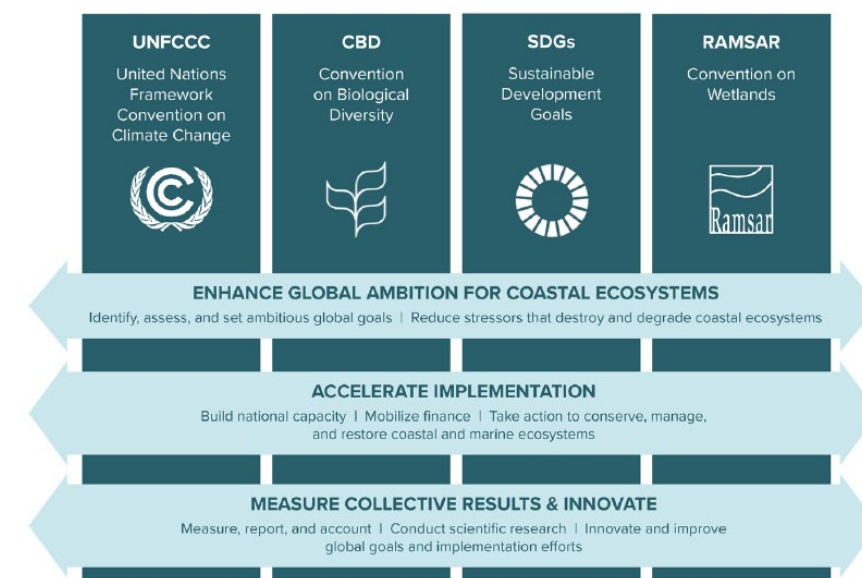 UNFCCC
United Nations
Framework
Convention on
Climate Change
CBD
Convention
on Biological
Diversity
SDGs
Sustainable
Development
Goals
RAMSAR
Convention on
Wetlands
Ramsar
ENHANCE GLOBAL AMBITION FOR COASTAL ECOSYSTEMS
Identify, assess, and set ambitious global goals | Reduce stressors that destroy and degrade coastal ecosystems
ACCELERATE IMPLEMENTATION
Build national capacity | Mobilize finance | Take action to conserve, manage,
and restore coastal and marine ecosystems
MEASURE COLLECTIVE RESULTS & INNOVATE
Measure, report, and account | Conduct scientific research | Innovate and improve
global goals and implementation efforts